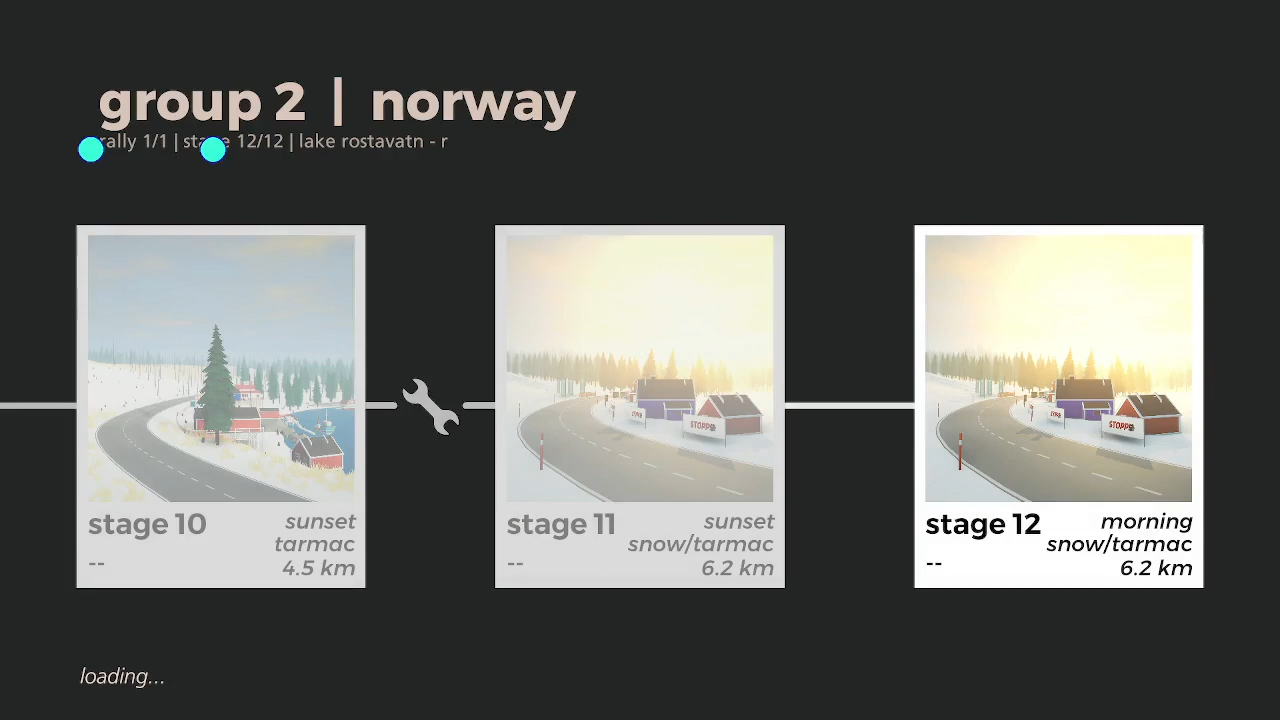 group 2 | norway
rally 1/1 | stage 12/12 | lake rostavatn - r
STOPP
STOPP
stage 10
sunset
tarmac
--
4.5 km
stage 11
sunset
snow/tarmac
--
6.2 km
stage 12
morning
snow/tarmac
--
6.2 km
loading...